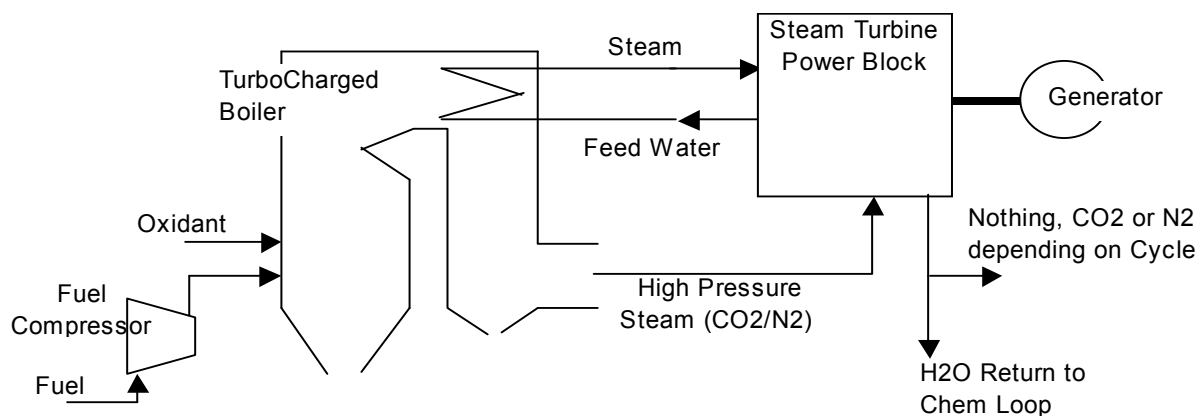 Steam Turbine
Power Block
Steam
TurboCharged
Boiler
Generator
Feed Water
Oxidant
Nothing, CO2 or N2
depending on Cycle
Fuel
Compressor
High Pressure
Steam (CO2/N2)
H2O Return to
Chem Loop
Fuel